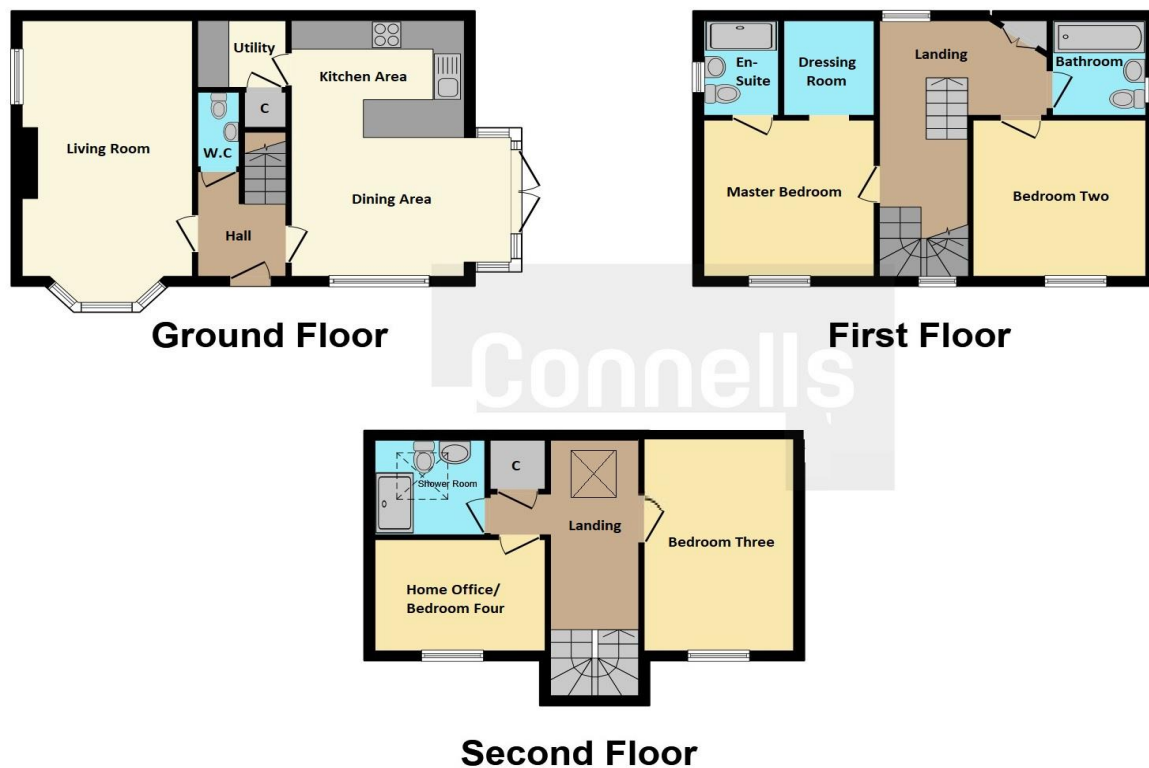 Utility
Kitchen Area
C
W.C
Living Room
Dining Area
Hall
Ground Floor
En-
Suite
Dressing
Room
Landing
Bathroom
Master Bedroom
Bedroom Two
First Floor
Connells
Shower Room
C
Landing
Bedroom Three
Home Office/
Bedroom Four
Second Floor